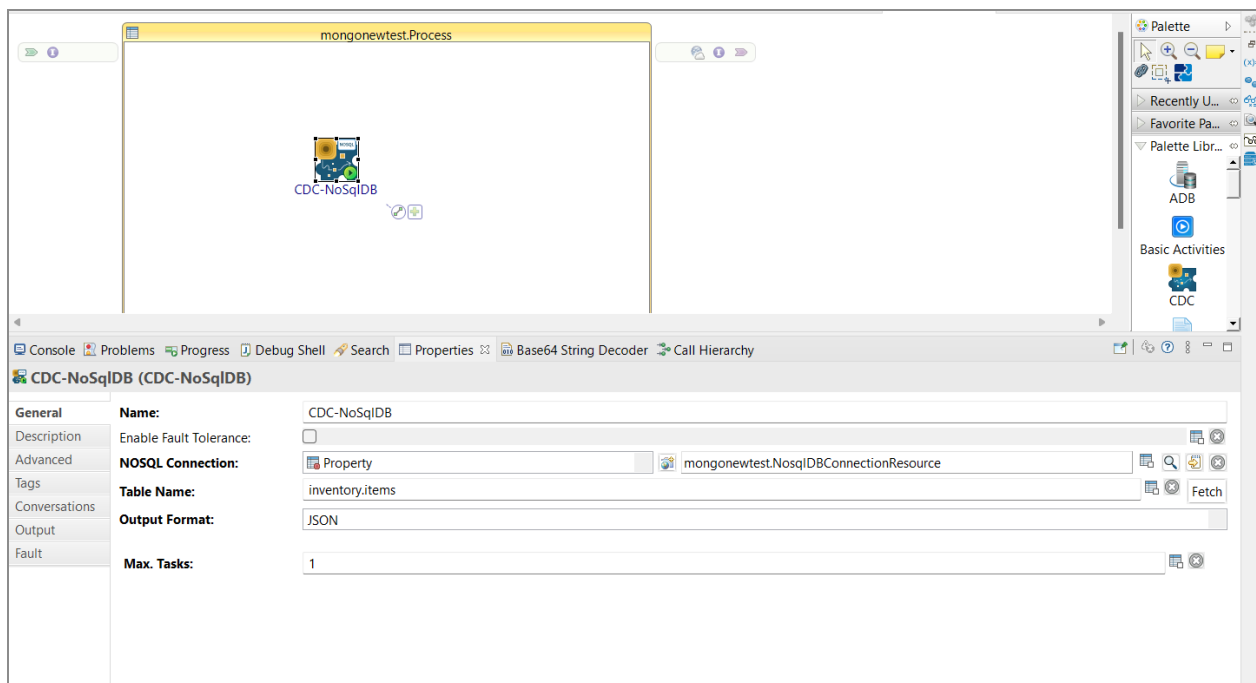 mongonewtest.Process
Palette
Recently U...
Favorite Pa...
Palette Libr...
ADB
Basic Activities
CDC
NOSQL
CDC-NoSqlDB
Console Problems Progress Debug Shell Search Properties Base64 String Decoder Call Hierarchy
CDC-NoSqlDB (CDC-NoSqlDB)
General
Description
Advanced
Tags
Conversations
Output
Fault
Name: CDC-NoSqlDB
Enable Fault Tolerance:
NOSQL Connection: Property mongonewtest.NosqlDBConnectionResource
Table Name: inventory.items Fetch
Output Format: JSON
Max. Tasks: 1